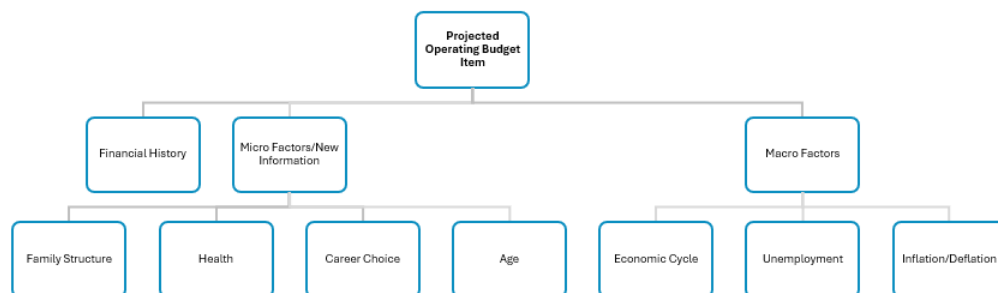 Projected
Operating Budget
Item
Financial History
Micro Factors/New
Information
Macro Factors
Family Structure
Health
Career Choice
Age
Economic Cycle
Unemployment
Inflation/Deflation